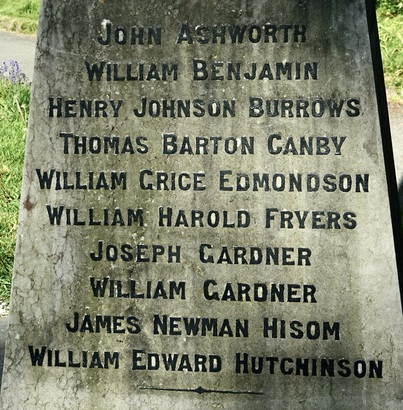 John Ashworth
William Benjamin
Henry Johnson Burrows
Thomas Barton Canby
William Grice Edmondson
William Harold Fryers
Joseph Gardner
William Gardner
James Newman Hisom
William Edward Hutchinson